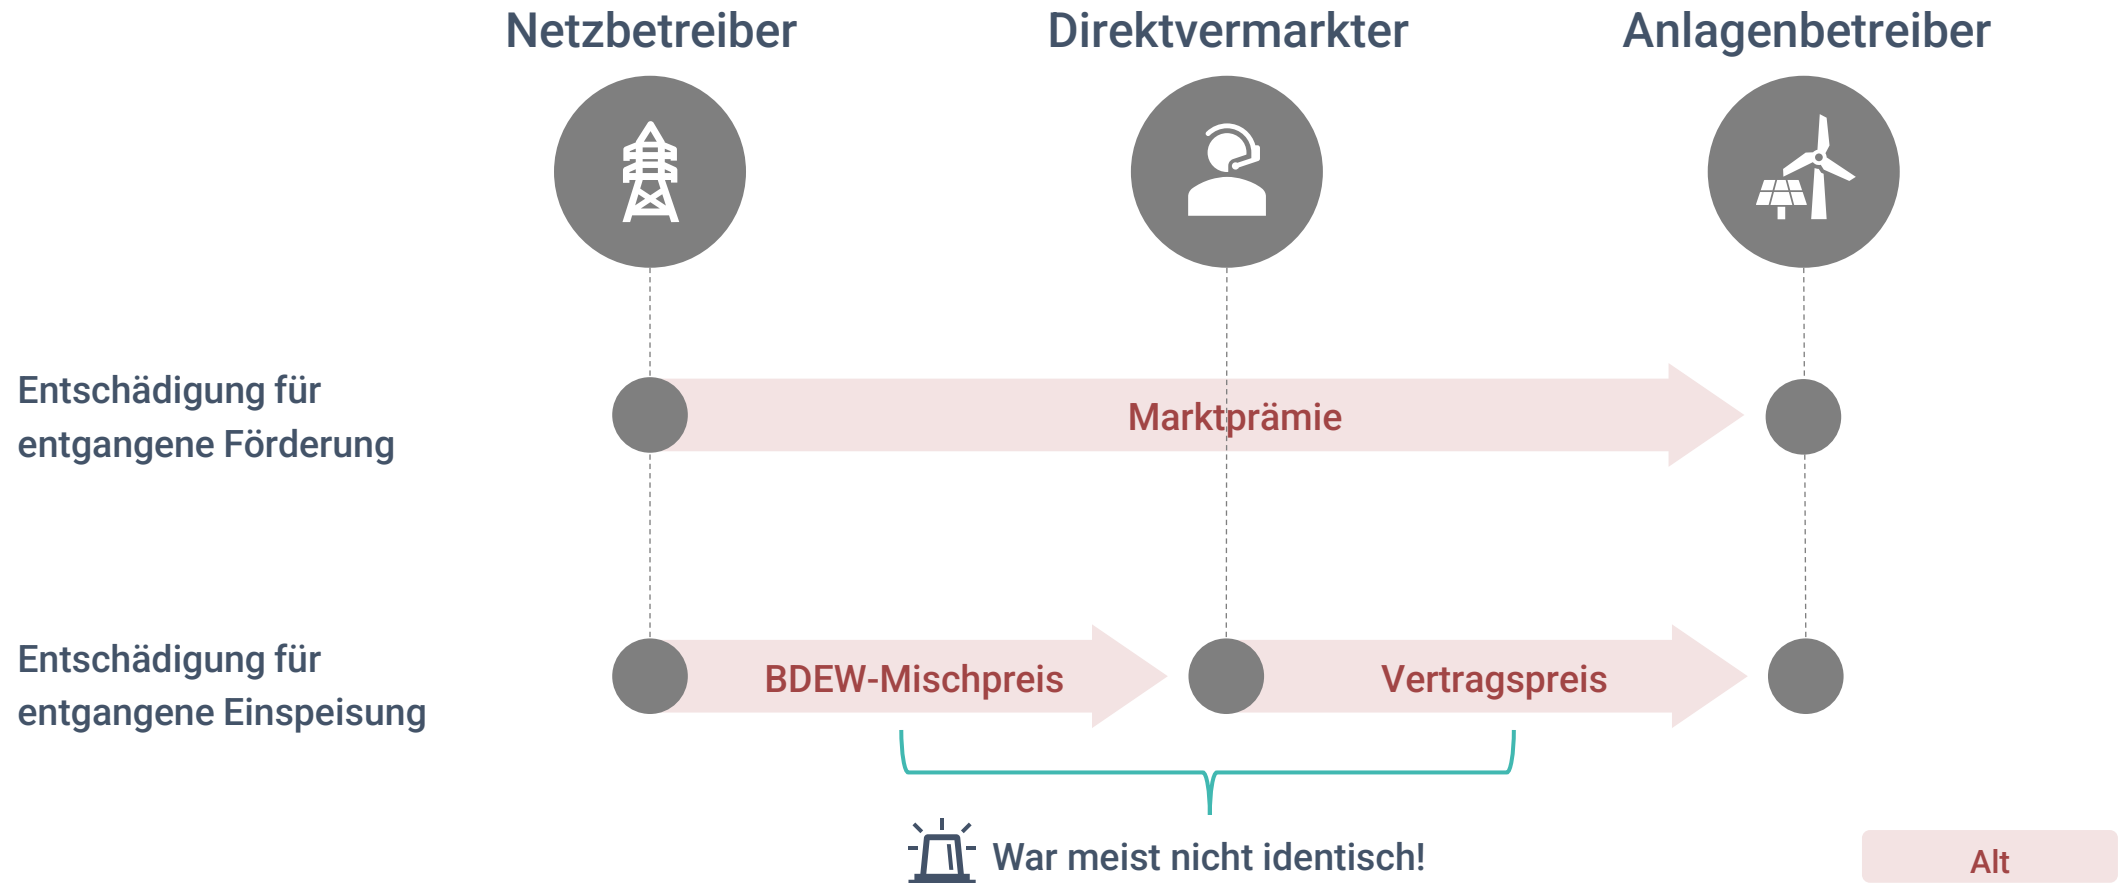 Netzbetreiber
Direktvermarkter
Anlagenbetreiber
Entschädigung für
entgangene Förderung
Marktprämie
Entschädigung für
entgangene Einspeisung
BDEW-Mischpreis
Vertragspreis
War meist nicht identisch!
Alt